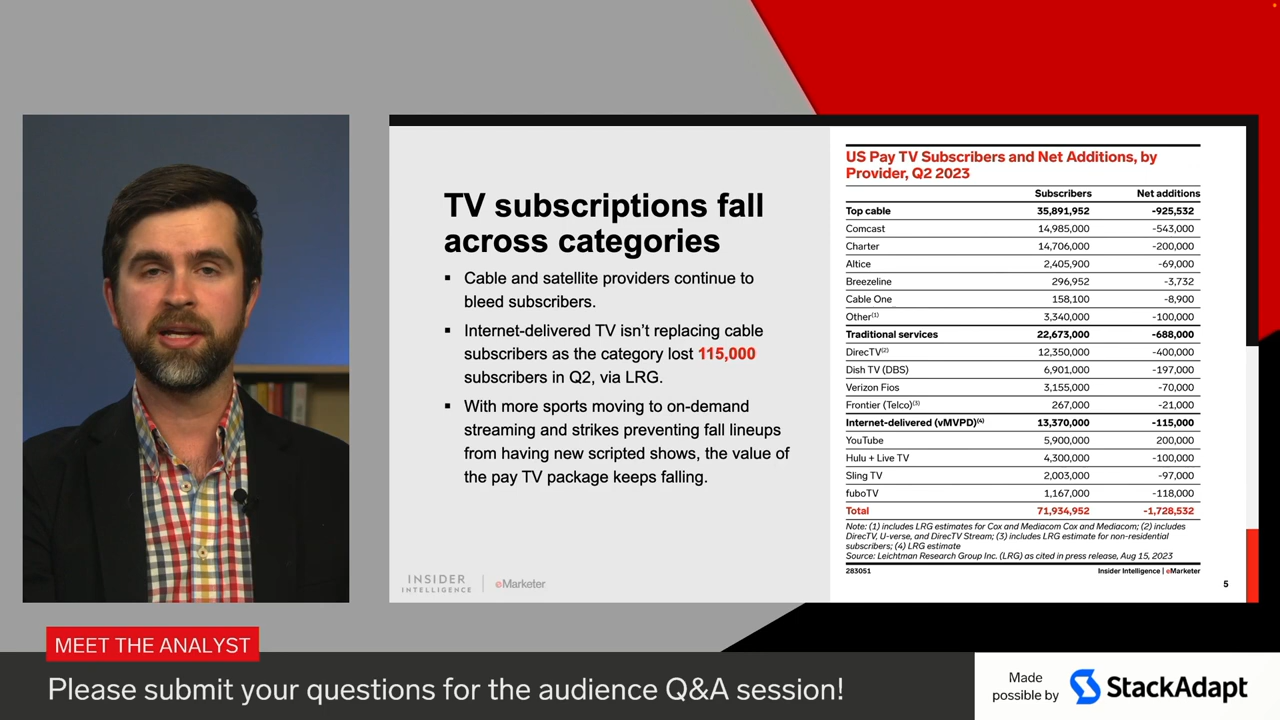 TV subscriptions fall
across categories
▪ Cable and satellite providers continue to
bleed subscribers.
▪ Internet-delivered TV isn’t replacing cable
subscribers as the category lost 115,000
subscribers in Q2, via LRG.
▪ With more sports moving to on-demand
streaming and strikes preventing fall lineups
from having new scripted shows, the value of
the pay TV package keeps falling.
INSIDER
INTELLIGENCE | eMarketer
US Pay TV Subscribers and Net Additions, by
Provider, Q2 2023
Subscribers Net additions
Top cable 35,891,952 -925,532
Comcast 14,985,000 -543,000
Charter 14,706,000 -200,000
Altice 2,405,900 -69,000
Breezeline 296,952 -3,732
Cable One 158,100 -8,900
Other(1) 3,340,000 -100,000
Traditional services 22,673,000 -688,000
DirecTV(2) 12,350,000 -400,000
Dish TV (DBS) 6,901,000 -197,000
Verizon Fios 3,155,000 -70,000
Frontier (Telco)(3) 267,000 -21,000
Internet-delivered (vMVPD)(4) 13,370,000 -115,000
YouTube 5,900,000 200,000
Hulu + Live TV 4,300,000 -100,000
Sling TV 2,003,000 -97,000
fuboTV 1,167,000 -118,000
Total 71,934,952 -1,728,532
Note: (1) includes LRG estimates for Cox and Mediacom Cox and Mediacom; (2) includes
DirecTV, U-verse, and DirecTV Stream; (3) includes LRG estimate for non-residential
subscribers; (4) LRG estimate
Source: Leichtman Research Group Inc. (LRG) as cited in press release, Aug 15, 2023
283051 Insider Intelligence | eMarketer
5
MEET THE ANALYST
Please submit your questions for the audience Q&A session!
Made
possible by
StackAdapt